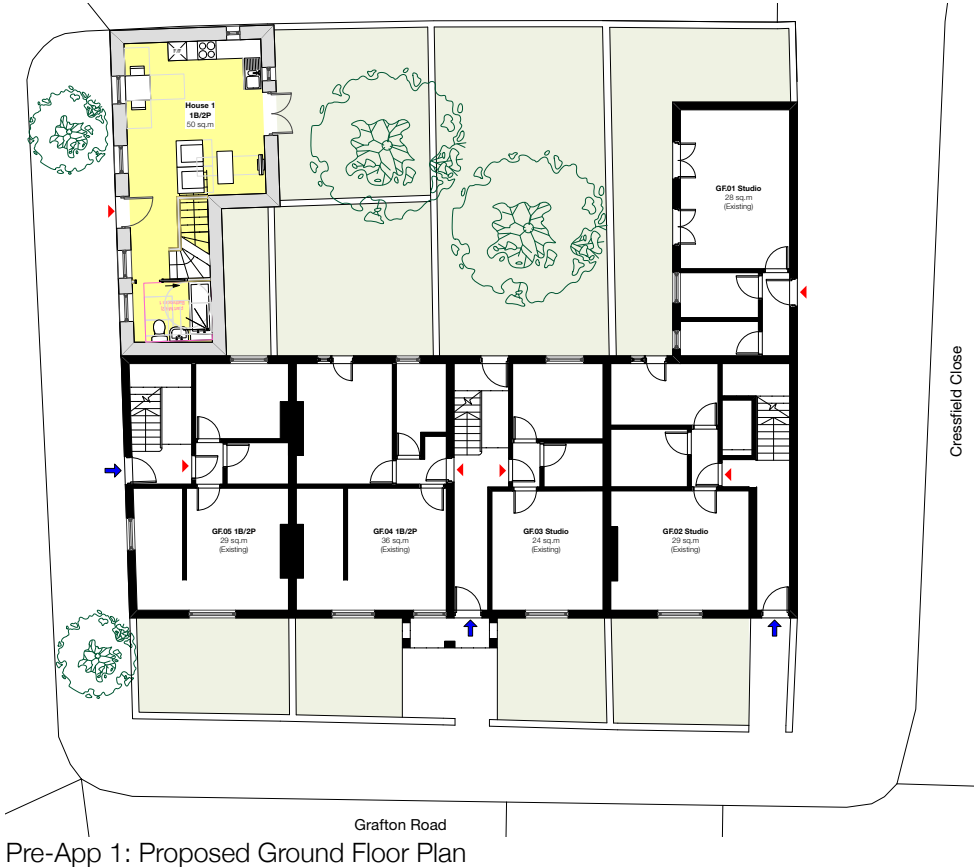 House 1
1B/2P
50 sq.m
GF.01 Studio
28 sq.m
(Existing)
Cressfield Close
GF.05 1B/2P
29 sq.m
(Existing)
GF.04 1B/2P
36 sq.m
(Existing)
GF.03 Studio
24 sq.m
(Existing)
GF.02 Studio
29 sq.m
(Existing)
Grafton Road
Pre-App 1: Proposed Ground Floor Plan